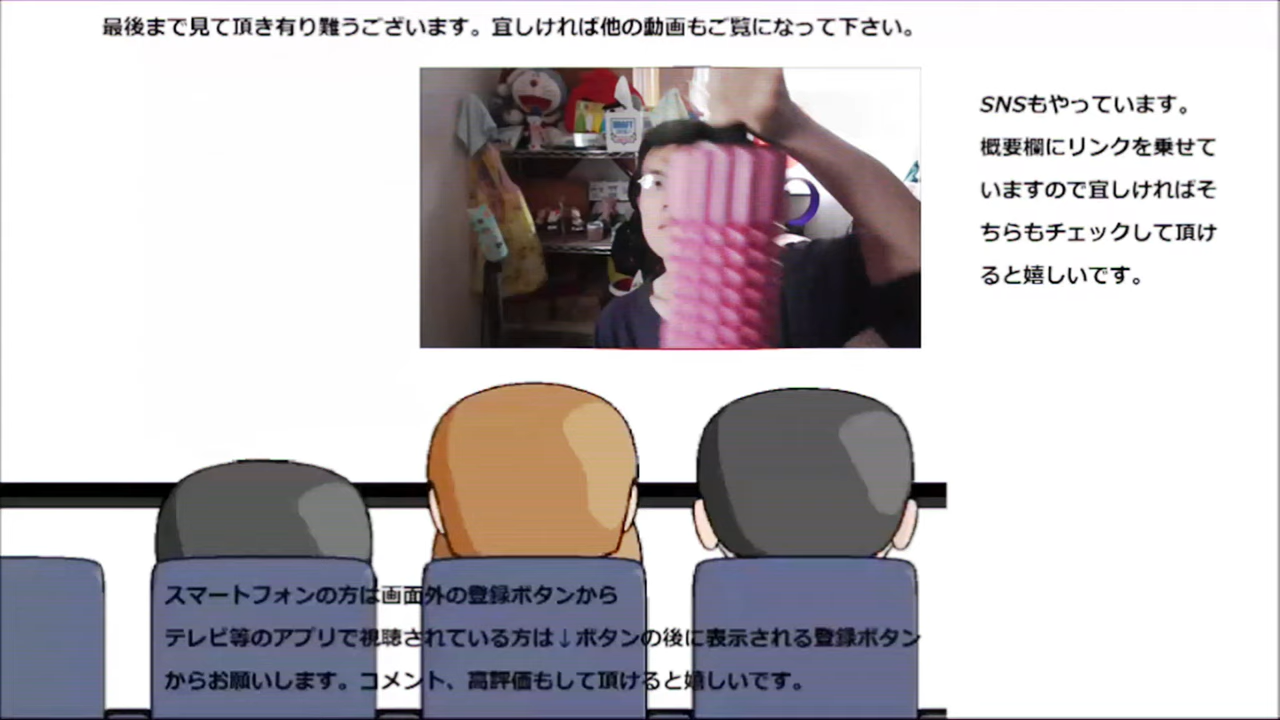 最後まで見て頂き有り難うございます。宜しければ他の動画もご覧になって下さい。
SNSもやっています。
概要欄にリンクを乗せて
いますので宜しければそ
ちらもチェックして頂け
ると嬉しいです。
スマートフォンの方は画面外の登録ボタンから
テレビ等のアプリで視聴されている方は↓ボタンの後に表示される登録ボタン
からお願いします。コメント、高評価もして頂けると嬉しいです。